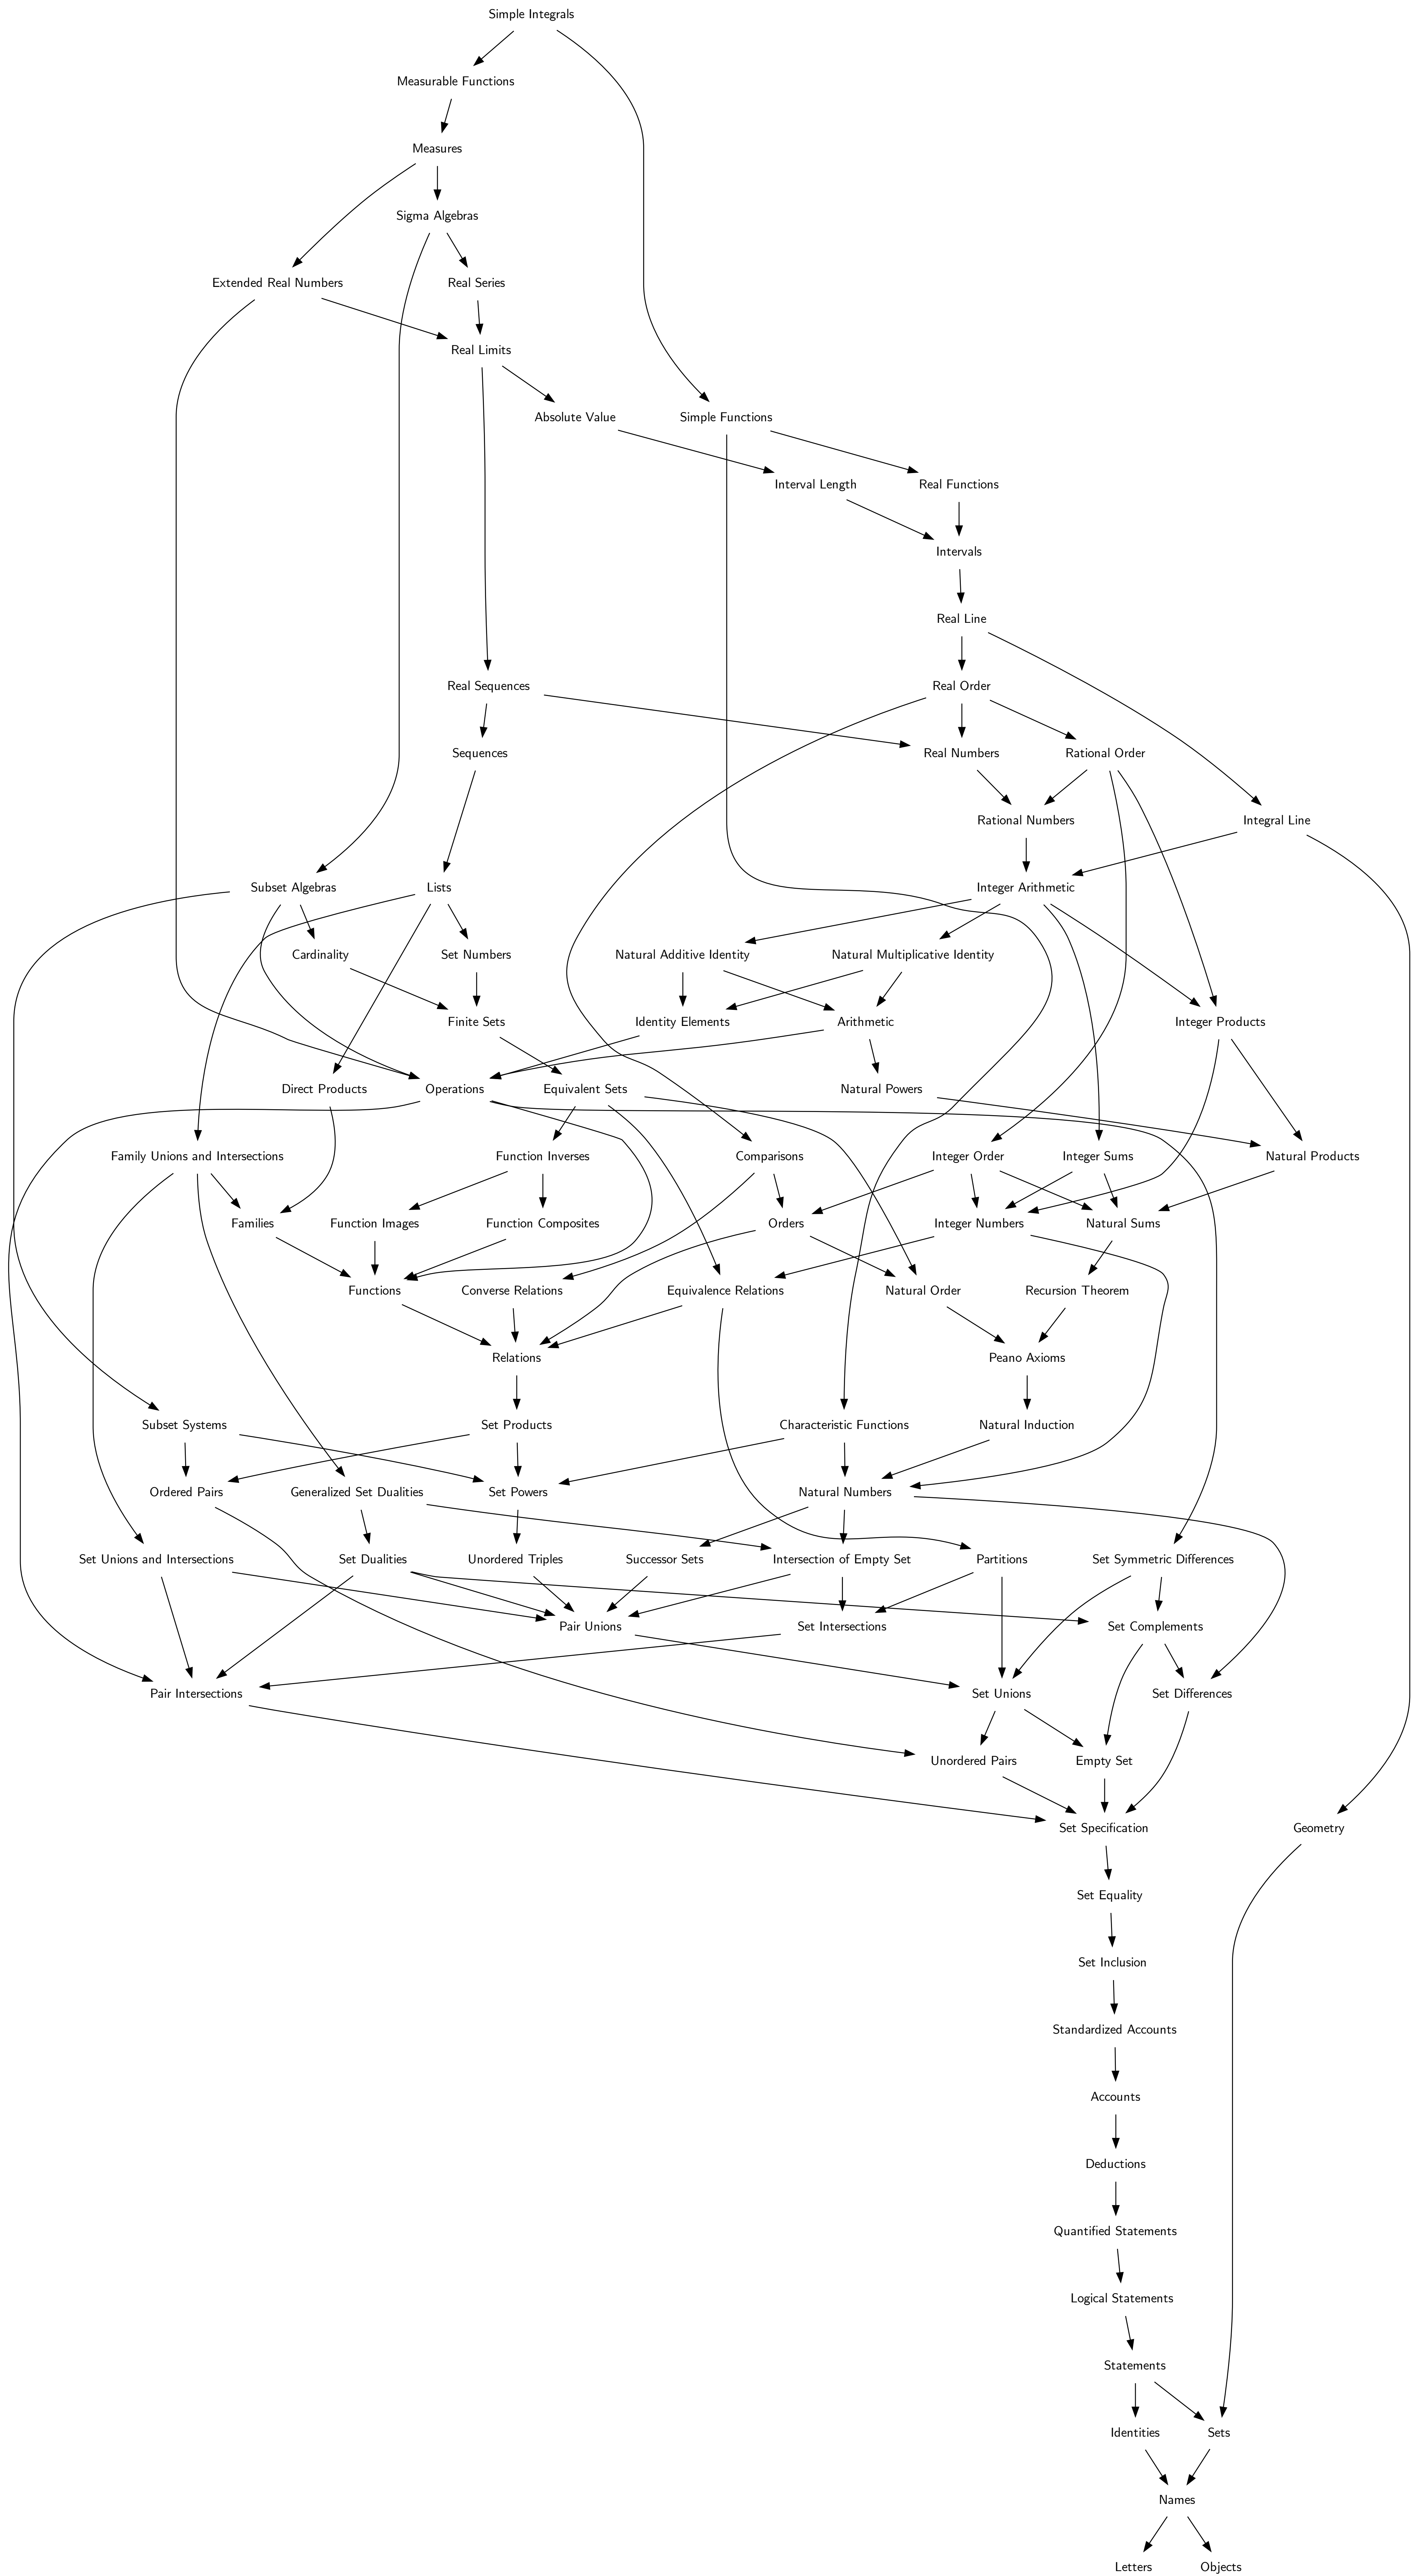 Simple Integrals
Measurable Functions
Measures
Sigma Algebras
Extended Real Numbers
Real Series
Real Limits
Absolute Value
Simple Functions
Interval Length
Real Functions
Intervals
Real Line
Real Sequences
Real Order
Sequences
Real Numbers
Rational Order
Rational Numbers
Integral Line
Subset Algebras
Lists
Integer Arithmetic
Cardinality
Set Numbers
Natural Additive Identity
Natural Multiplicative Identity
Finite Sets
Identity Elements
Arithmetic
Integer Products
Direct Products
Operations
Equivalent Sets
Natural Powers
Family Unions and Intersections
Function Inverses
Comparisons
Integer Order
Integer Sums
Natural Products
Families
Function Images
Function Composites
Orders
Integer Numbers
Natural Sums
Functions
Converse Relations
Equivalence Relations
Natural Order
Recursion Theorem
Relations
Peano Axioms
Subset Systems
Set Products
Characteristic Functions
Natural Induction
Ordered Pairs
Generalized Set Dualities
Set Powers
Natural Numbers
Set Unions and Intersections
Set Dualities
Unordered Triples
Successor Sets
Intersection of Empty Set
Partitions
Set Symmetric Differences
Pair Unions
Set Intersections
Set Complements
Pair Intersections
Set Unions
Set Differences
Unordered Pairs
Empty Set
Set Specification
Geometry
Set Equality
Set Inclusion
Standardized Accounts
Accounts
Deductions
Quantified Statements
Logical Statements
Statements
Identities
Sets
Names
Letters
Objects